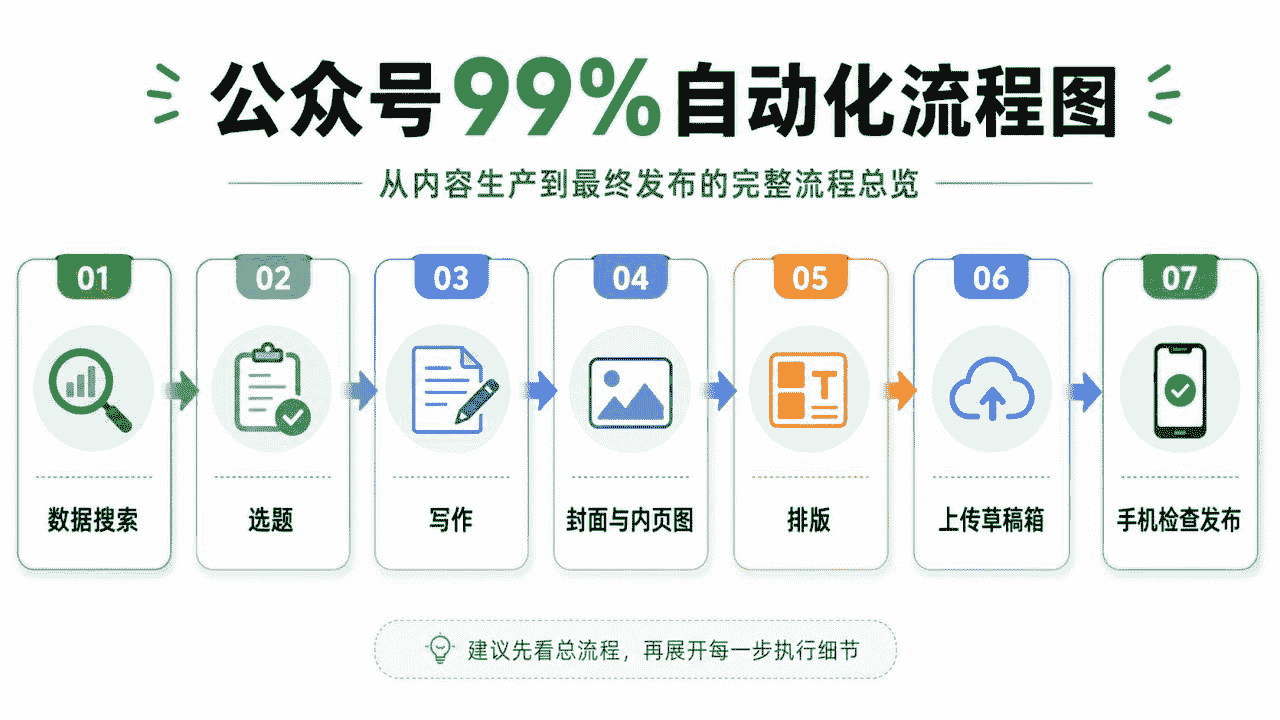 公众号99%自动化流程图
从内容生产到最终发布的完整流程总览
01
02
03
04
05
06
07
T
数据搜索
选题
写作
封面与内页图
排版
上传草稿箱
手机检查发布
建议先看总流程，再展开每一步执行细节